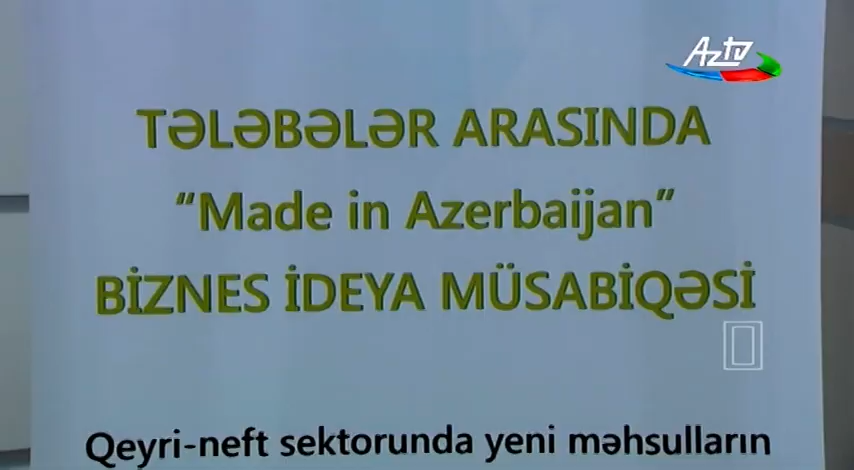 AzTV
TƏLƏBƏLƏR ARASINDA
“Made in Azerbaijan”
BİZNES İDEYA MÜSABİQƏSİ
Qeyri-neft sektorunda yeni məhsulların